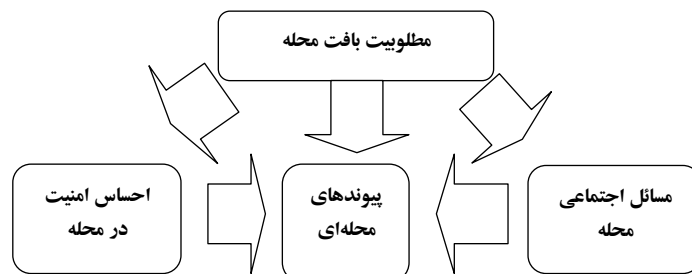 مطلوبیت بافت محله
مسائل اجتماعی
محله
پیوندهای
محله‌ای
احساس امنیت
در محله